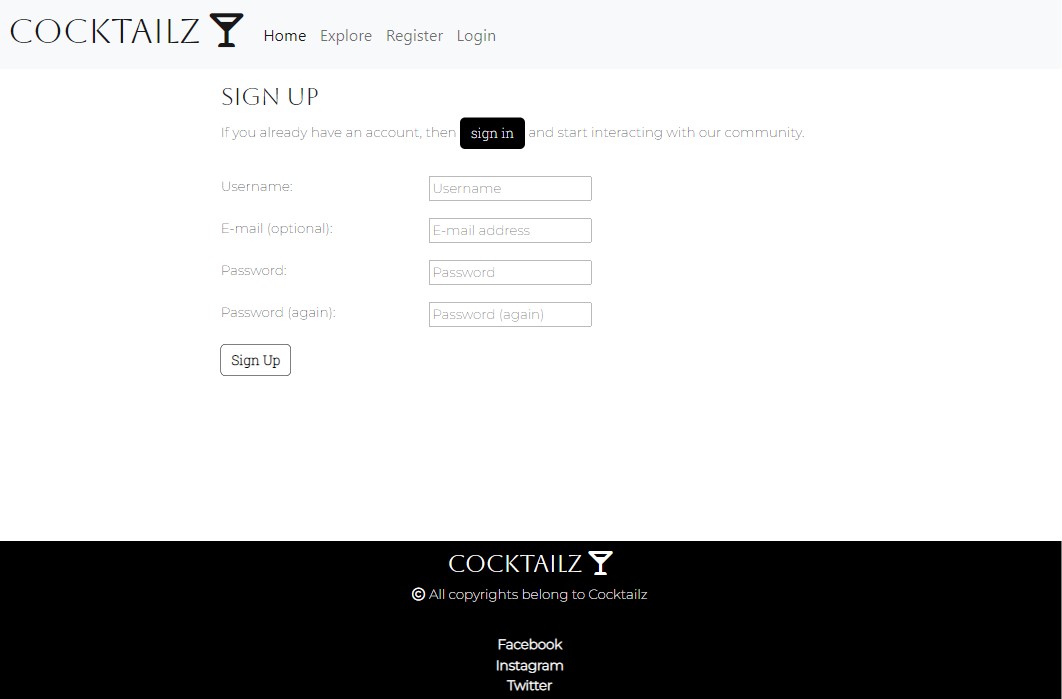 COCKTAILZ Home Explore Register Login
SIGN UP
If you already have an account, then sign in and start interacting with our community.
Username: Username
E-mail (optional): E-mail address
Password: Password
Password (again): Password (again)
Sign Up
COCKTAILZ
© All copyrights belong to Cocktailz
Facebook
Instagram
Twitter